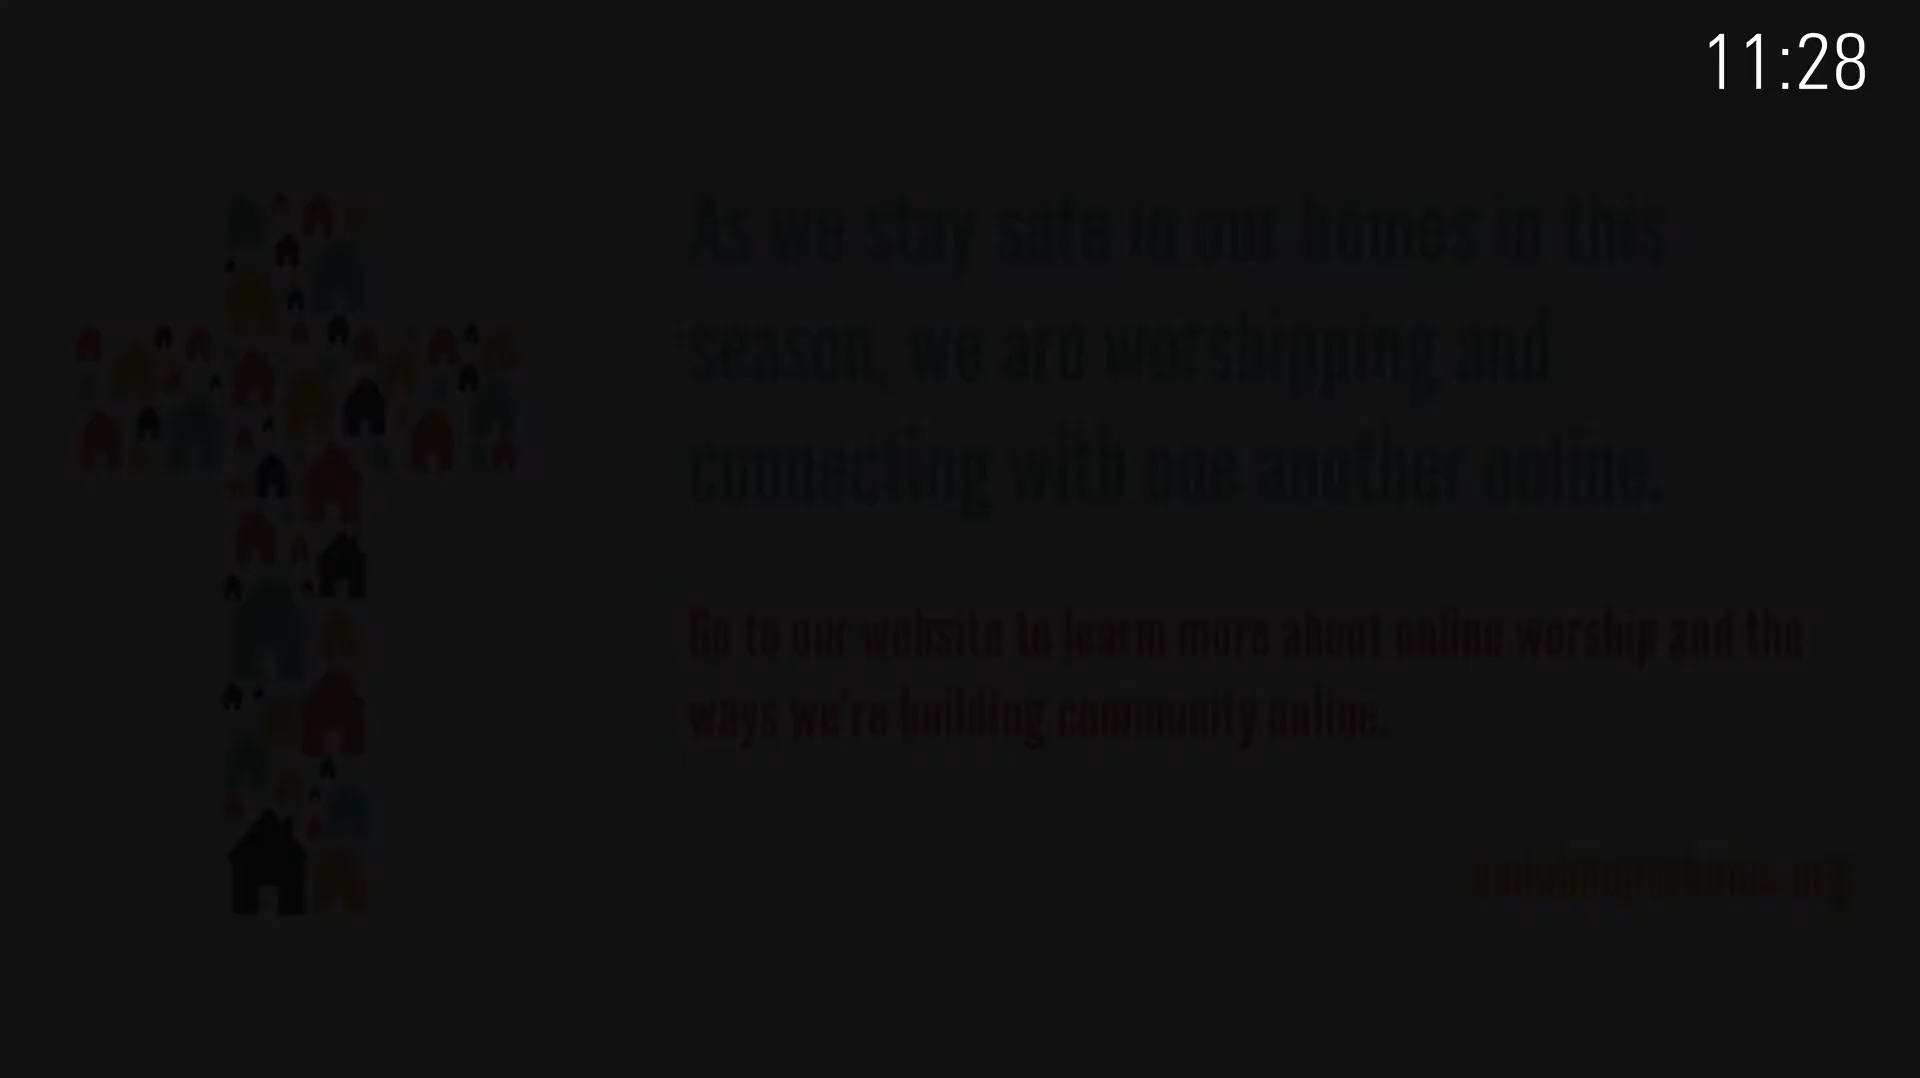 11:28
As we stay safe in our homes in this
season, we are worshipping and
connecting with one another online.
Go to our website to learn more about online worship and the
ways we're building community online.